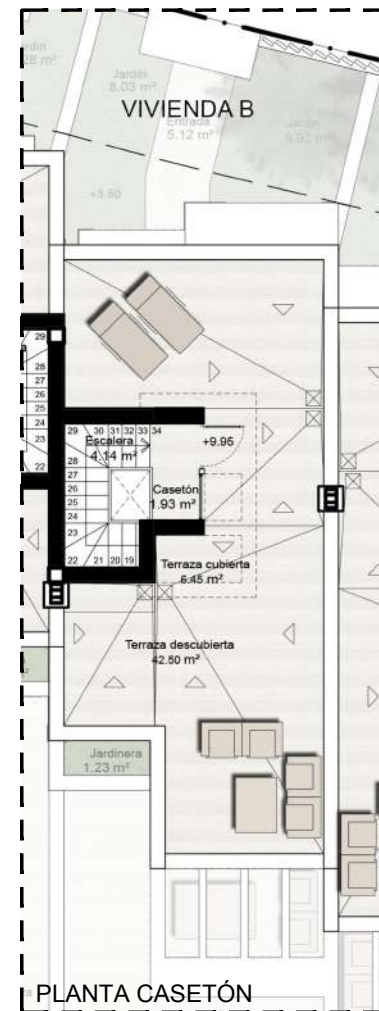 Jardín
8.03 m²
VIVIENDA B
Entrada
5.12 m²
Jardín
9.92 m²
+3.60
29
28
27
26
25
24
23
22
29 30 31 32 33 34
Escalera
4.14 m²
+9.95
28
27
26
25
24
23
22 21 20 19
Casetón
1.93 m²
Terraza cubierta
6.45 m²
Terraza descubierta
42.50 m²
Jardinera
1.23 m²
PLANTA CASETÓN